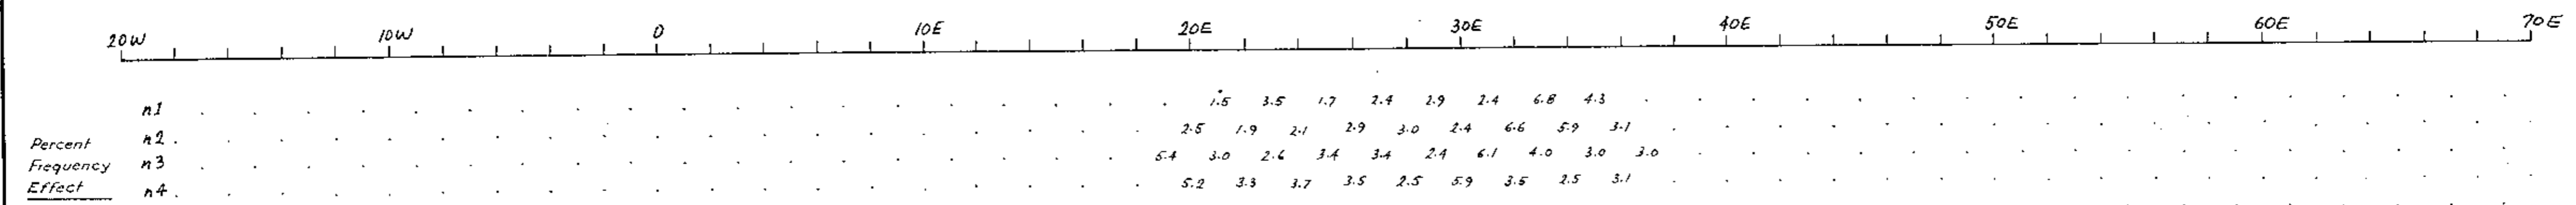 20W 10W 0 10E 20E 30E 40E 50E 60E 70E
n1 1.5 3.5 1.7 2.4 2.9 2.4 6.8 4.3
Percent n2 2.5 1.9 2.1 2.9 3.0 2.4 6.6 5.9 3.1
Frequency n3 5.4 3.0 2.6 3.4 3.4 2.4 6.1 4.0 3.0 3.0
Effect n4 5.2 3.3 3.7 3.5 2.5 5.9 3.5 2.5 3.1